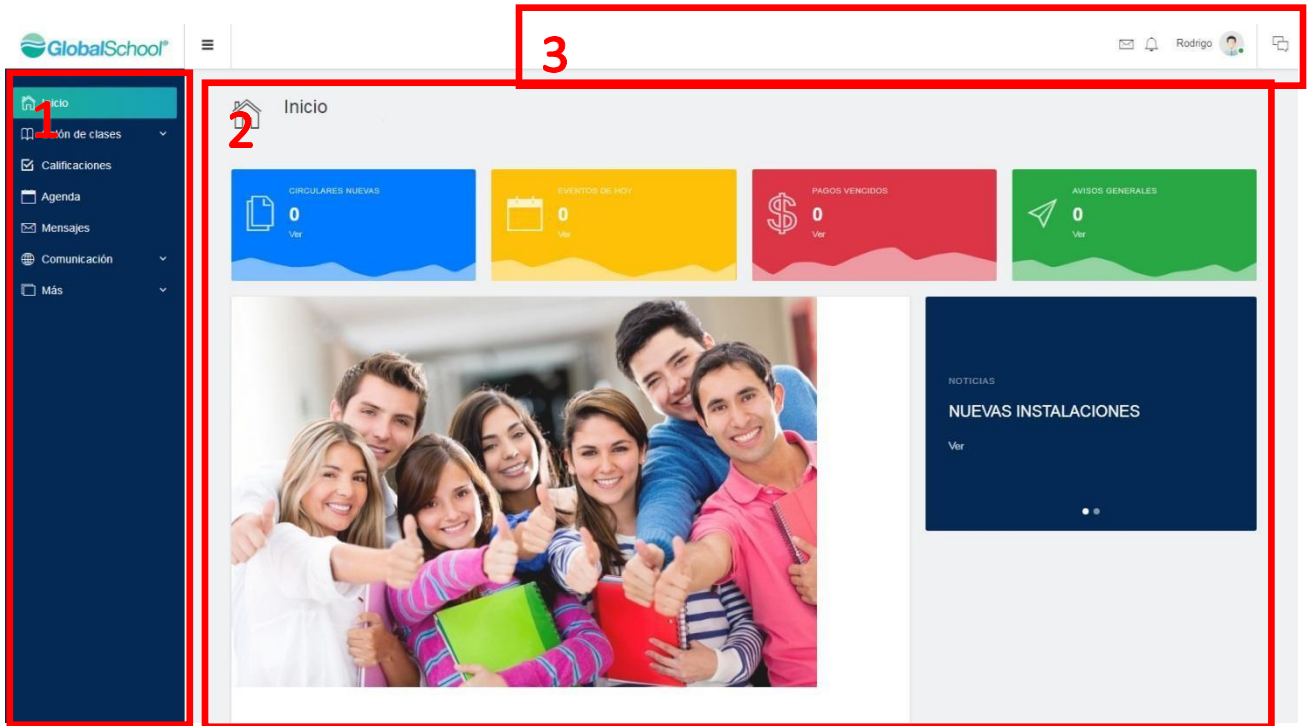 GlobalSchool®
3
Rodrigo
1
Inicio
de clases
Calificaciones
Agenda
Mensajes
Comunicación
Más
2
Inicio
CIRCULARES NUEVAS
0
Ver
EVENTOS DE HOY
0
Ver
PAGOS VENCIDOS
0
Ver
AVISOS GENERALES
0
Ver
NOTICIAS
NUEVAS INSTALACIONES
Ver